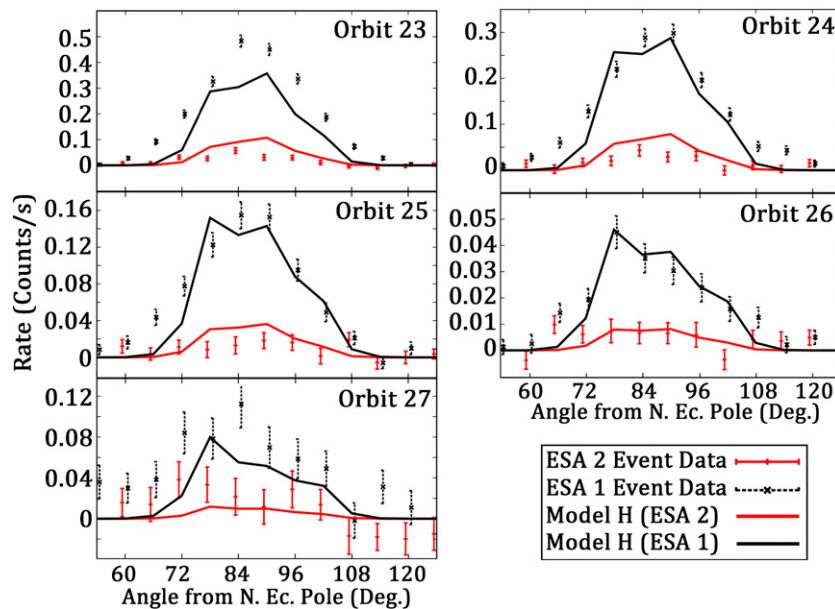 Orbit 23
0.5
0.4
0.3
0.2
0.1
0
Orbit 24
0.3
0.2
0.1
0
Orbit 25
0.16
0.12
0.08
0.04
0
Orbit 26
0.05
0.04
0.03
0.02
0.01
0
60 72 84 96 108 120
Angle from N. Ec. Pole (Deg.)
Orbit 27
0.12
0.08
0.04
0
60 72 84 96 108 120
Angle from N. Ec. Pole (Deg.)
Rate (Counts/s)
ESA 2 Event Data
ESA 1 Event Data
Model H (ESA 2)
Model H (ESA 1)